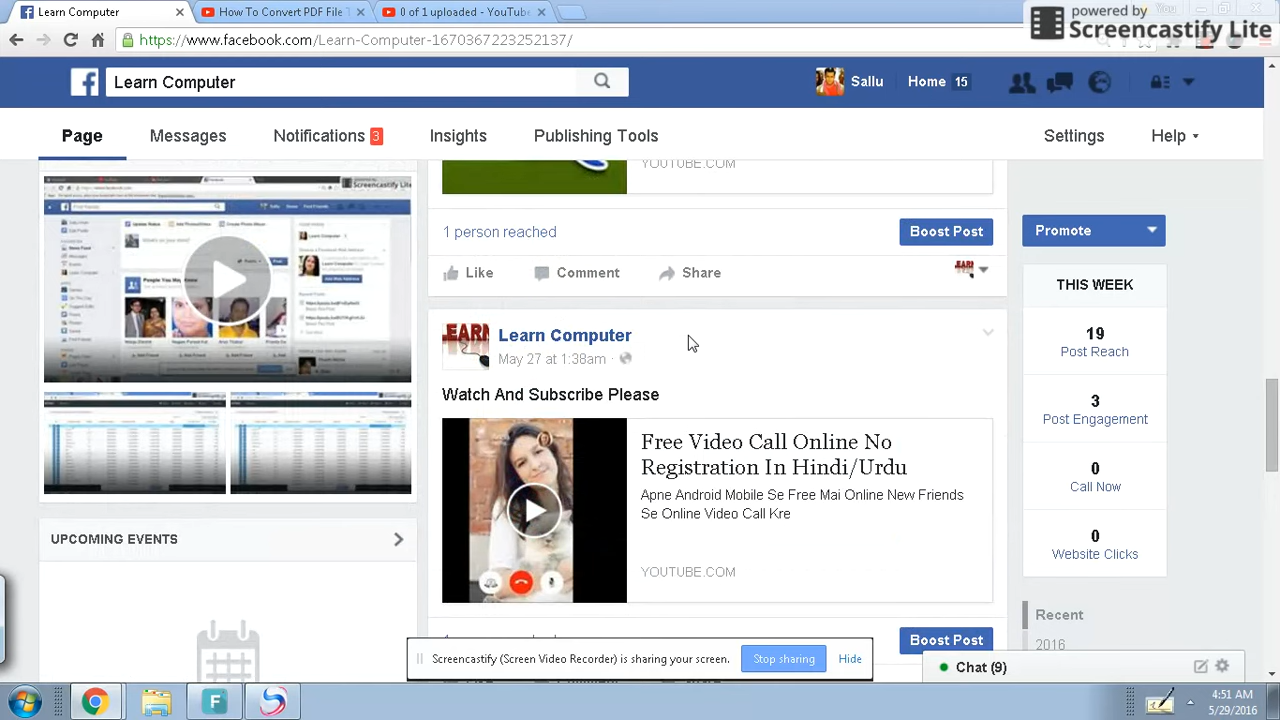 Learn Computer
How To Convert PDF File T
0 of 1 uploaded - YouTube
You
powered by
Screencastify Lite
https://www.facebook.com/Learn-Comput
Learn Computer
Sallu
Home 15
Page
Messages
Notifications 3
Insights
Publishing Tools
Settings
Help
YOUTUBE.COM
1 person reached
Boost Post
Promote
Like
Comment
Share
THIS WEEK
19
Post Reach
3
Post Engagement
0
Call Now
0
Website Clicks
Recent
2016
LEARN
Learn Computer
May 27 at 1:38am
Watch And Subscribe Please
Free Video Call Online No
Registration In Hindi/Urdu
Apne Android Mobile Se Free Mai Online New Friends
Se Online Video Call Kre
YOUTUBE.COM
Boost Post
UPCOMING EVENTS
Screencastify (Screen Video Recorder) is sharing your screen.
Stop sharing
Hide
Chat (9)
F
4:51 AM
5/29/2016